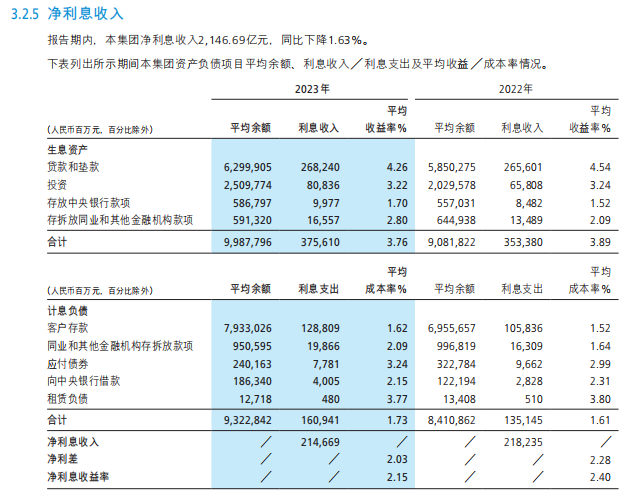 3.2.5 净利息收入
报告期内，本集团净利息收入2,146.69亿元，同比下降1.63%。
下表列出所示期间本集团资产负债项目平均余额、利息收入／利息支出及平均收益／成本率情况。
2023年 2022年
平均 平均
(人民币百万元，百分比除外) 平均余额 利息收入 收益率% 平均余额 利息收入 收益率%
生息资产
贷款和垫款 6,299,905 268,240 4.26 5,850,275 265,601 4.54
投资 2,509,774 80,836 3.22 2,029,578 65,808 3.24
存放中央银行款项 586,797 9,977 1.70 557,031 8,482 1.52
存拆放同业和其他金融机构款项 591,320 16,557 2.80 644,938 13,489 2.09
合计 9,987,796 375,610 3.76 9,081,822 353,380 3.89
平均 平均
(人民币百万元，百分比除外) 平均余额 利息支出 成本率% 平均余额 利息支出 成本率%
计息负债
客户存款 7,933,026 128,809 1.62 6,955,657 105,836 1.52
同业和其他金融机构存拆放款项 950,595 19,866 2.09 996,819 16,309 1.64
应付债券 240,163 7,781 3.24 322,784 9,662 2.99
向中央银行借款 186,340 4,005 2.15 122,194 2,828 2.31
租赁负债 12,718 480 3.77 13,408 510 3.80
合计 9,322,842 160,941 1.73 8,410,862 135,145 1.61
净利息收入 ／ 214,669 ／ ／ 218,235 ／
净利差 ／ ／ 2.03 ／ ／ 2.28
净利息收益率 ／ ／ 2.15 ／ ／ 2.40